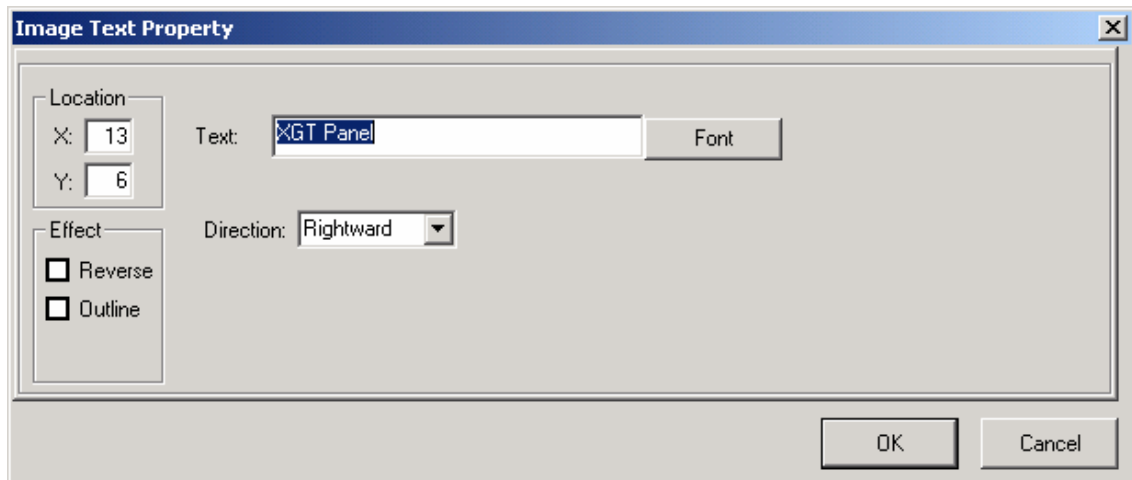 Image Text Property
Location
X: 13
Y: 6
Text: XGT Panel Font
Effect
Direction: Rightward
Reverse
Outline
OK Cancel